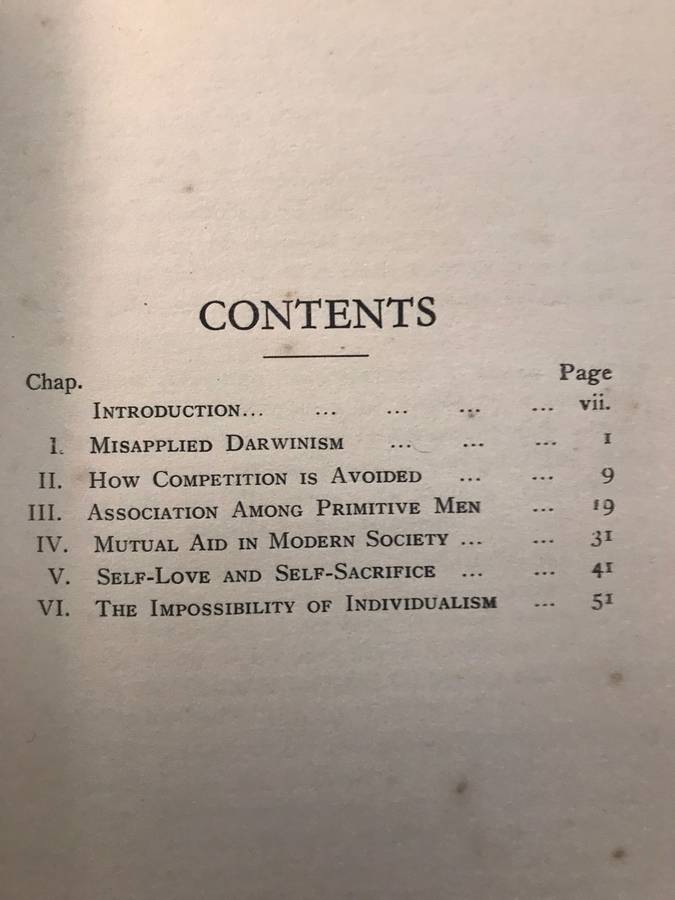 CONTENTS
Chap. Page
INTRODUCTION... ... ... ... ... vii.
I. MISAPPLIED DARWINISM ... ... ... 1
II. HOW COMPETITION IS AVOIDED ... ... 9
III. ASSOCIATION AMONG PRIMITIVE MEN ... 19
IV. MUTUAL AID IN MODERN SOCIETY ... ... 31
V. SELF-LOVE AND SELF-SACRIFICE ... ... 41
VI. THE IMPOSSIBILITY OF INDIVIDUALISM ... 51